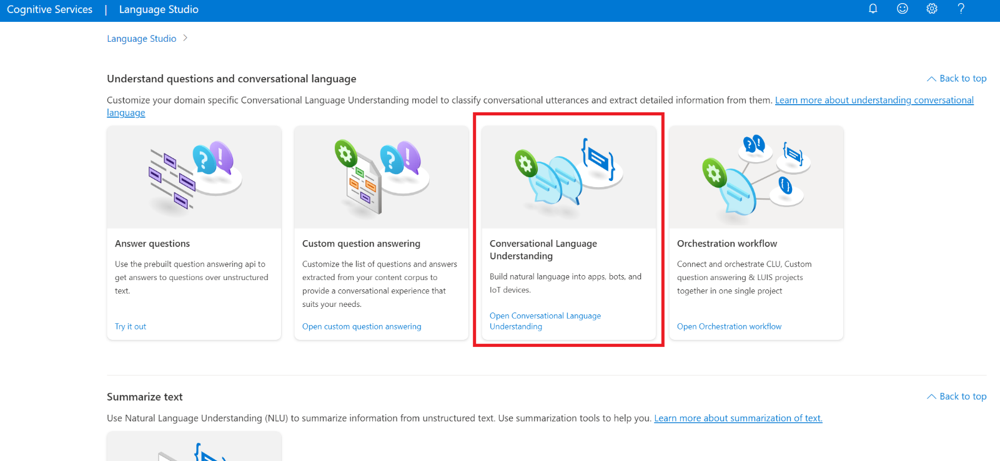 Cognitive Services | Language Studio
Language Studio >
Understand questions and conversational language
Back to top
Customize your domain specific Conversational Language Understanding model to classify conversational utterances and extract detailed information from them. Learn more about understanding conversational
language
Answer questions
Use the prebuilt question answering api to
get answers to questions over unstructured
text.
Try it out
Custom question answering
Customize the list of questions and answers
extracted from your content corpus to
provide a conversational experience that
suits your needs.
Open custom question answering
Conversational Language
Understanding
Build natural language into apps, bots, and
IoT devices.
Open Conversational Language
Understanding
Orchestration workflow
Connect and orchestrate CLU, Custom
question answering & LUIS projects
together in one single project
Open Orchestration workflow
Summarize text
Back to top
Use Natural Language Understanding (NLU) to summarize information from unstructured text. Use summarization tools to help you. Learn more about summarization of text.